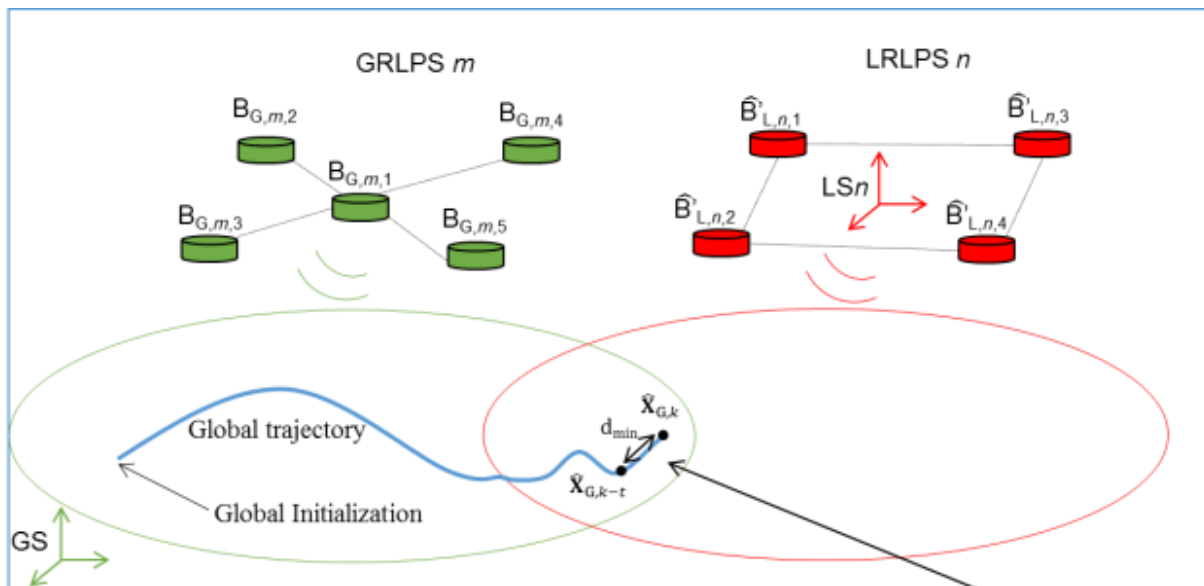 GRLPS m
LRLPS n
B_G,m,2
B_G,m,4
B_G,m,1
B_G,m,3
B_G,m,5
B̂'_L,n,1
B̂'_L,n,3
LSn
B̂'_L,n,2
B̂'_L,n,4
Global trajectory
X̂_G,k
d_min
X̂_G,k−t
Global Initialization
GS